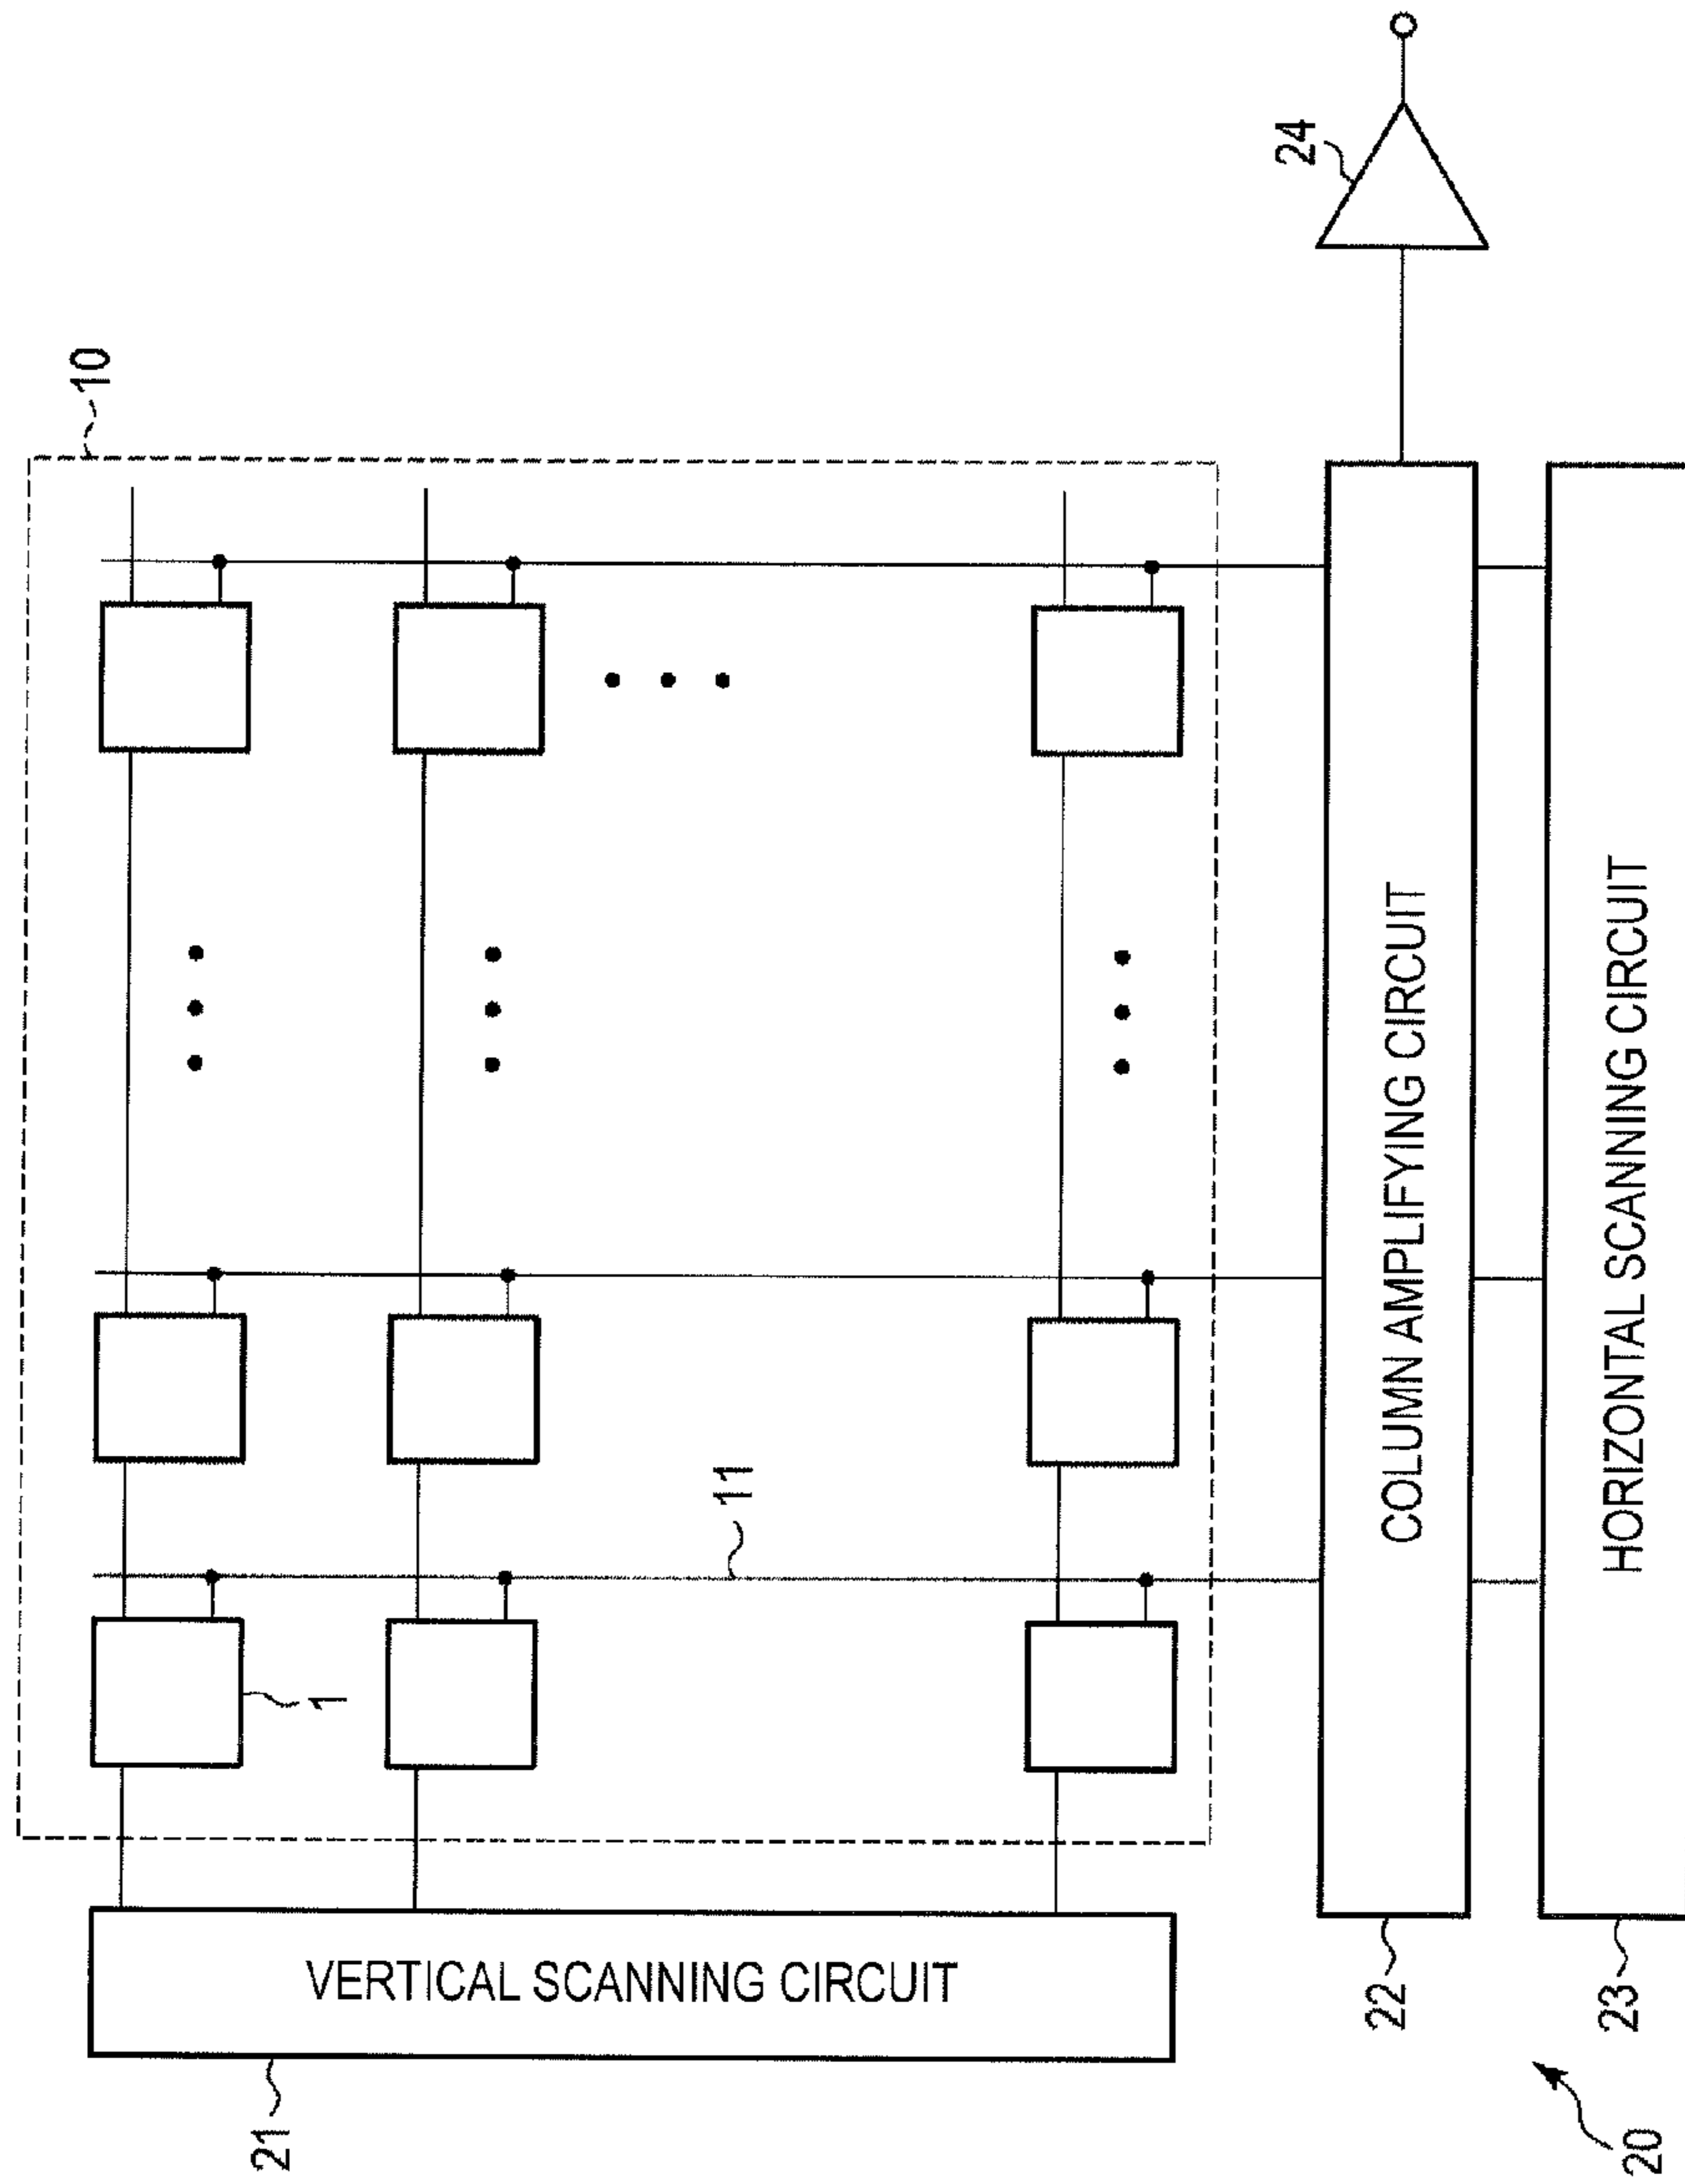 10
24
11
1
VERTICAL SCANNING CIRCUIT
COLUMN AMPLIFYING CIRCUIT
HORIZONTAL SCANNING CIRCUIT
21
22
23
20